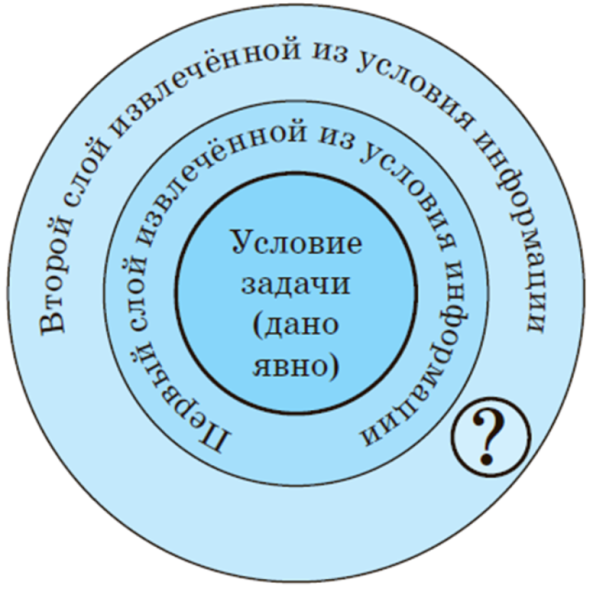 Второй слой извлечённой из условия информации
Первый слой извлечённой из условия информации
Условие
задачи
(дано
явно)
?